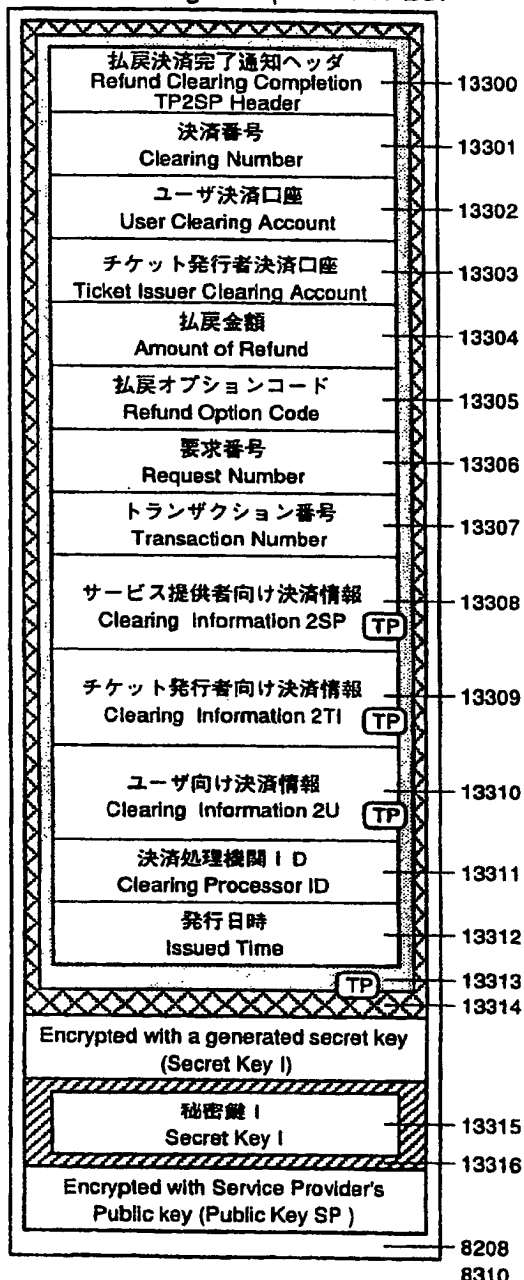 払戻決済完了通知ヘッダ
Refund Clearing Completion
TP2SP Header
13300
決済番号
Clearing Number
13301
ユーザ決済口座
User Clearing Account
13302
チケット発行者決済口座
Ticket Issuer Clearing Account
13303
払戻金額
Amount of Refund
13304
払戻オプションコード
Refund Option Code
13305
要求番号
Request Number
13306
トランザクション番号
Transaction Number
13307
サービス提供者向け決済情報
Clearing Information 2SP
TP
13308
チケット発行者向け決済情報
Clearing Information 2TI
TP
13309
ユーザ向け決済情報
Clearing Information 2U
TP
13310
決済処理機関ID
Clearing Processor ID
13311
発行日時
Issued Time
13312
TP
13313
13314
Encrypted with a generated secret key
(Secret Key I)
秘密鍵 I
Secret Key I
13315
13316
Encrypted with Service Provider's
Public key (Public Key SP )
8208
8310